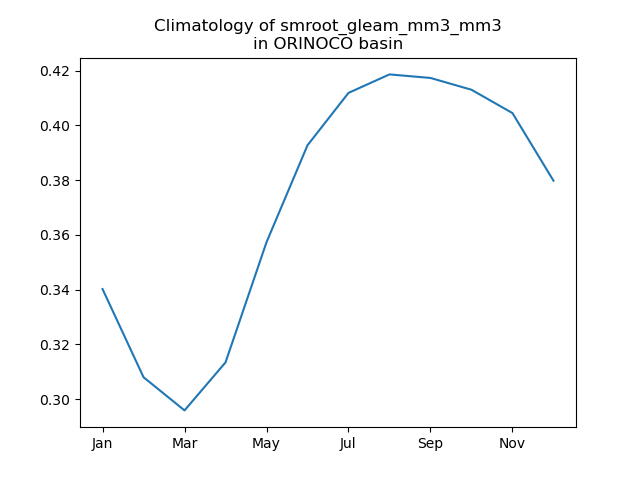 Climatology of smroot_gleam_mm3_mm3
in ORINOCO basin
0.42
0.40
0.38
0.36
0.34
0.32
0.30
Jan Mar May Jul Sep Nov